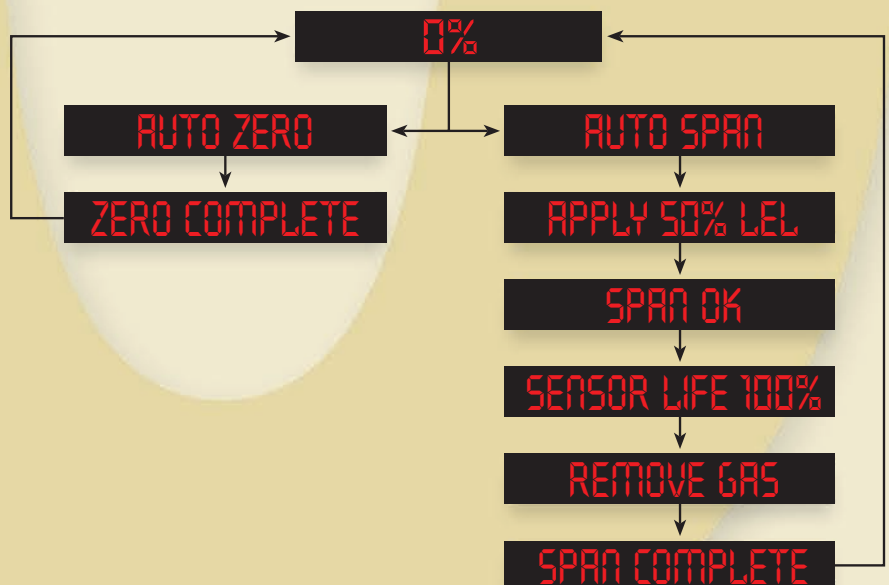 0%
AUTO ZERO
ZERO COMPLETE
AUTO SPAN
APPLY 50% LEL
SPAN OK
SENSOR LIFE 100%
REMOVE GAS
SPAN COMPLETE